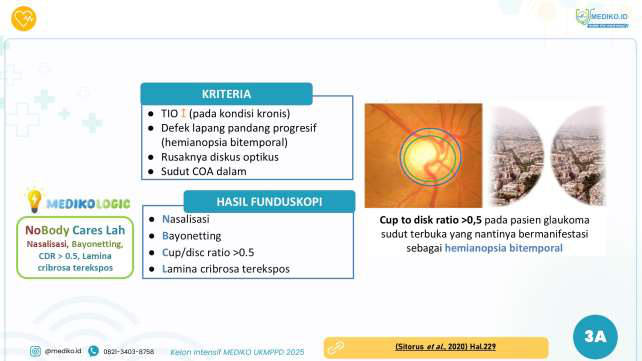 MEDIKO.ID
KRITERIA
● TIO ↕ (pada kondisi kronis)
● Defek lapang pandang progresif
(hemianopsia bitemporal)
● Rusaknya diskus optikus
● Sudut COA dalam
MEDIKOLOGIC
NoBody Cares Lah
Nasalisasi, Bayonetting,
CDR > 0.5, Lamina
cribrosa terekspos
HASIL FUNDUSKOPI
● Nasalisasi
● Bayonetting
● Cup/disc ratio >0.5
● Lamina cribrosa terekspos
Cup to disk ratio >0,5 pada pasien glaukoma
sudut terbuka yang nantinya bermanifestasi
sebagai hemianopsia bitemporal
3A
@mediko.id
0821-3403-8758
Kelon Intensif MEDIKO UKMPPD 2025
(Sitorus et al., 2020) Hal.229